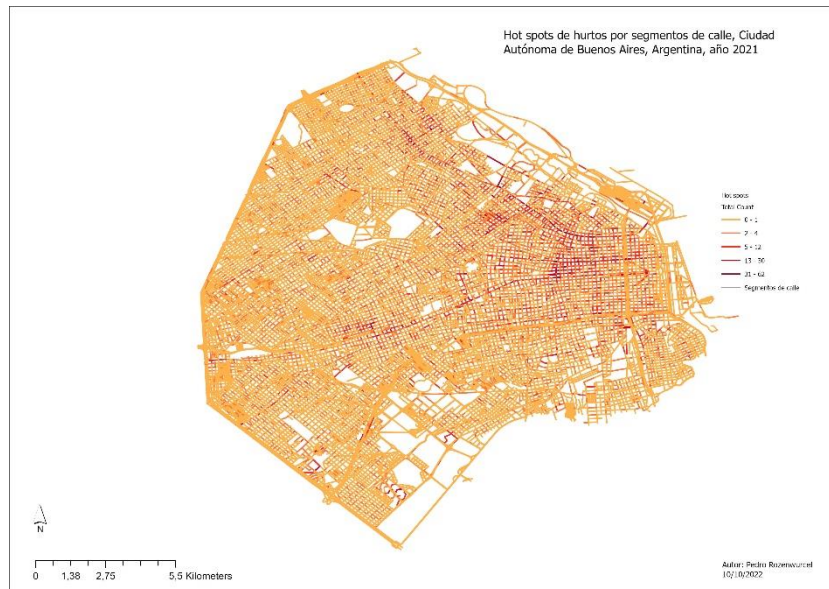 Hot spots de hurtos por segmentos de calle, Ciudad
Autónoma de Buenos Aires, Argentina, año 2021
Hot spots
Total Count
0 - 1
2 - 4
5 - 12
13 - 30
31 - 62
Segmentos de calle
N
0 1,38 2,75 5,5 Kilometers
Autor: Pedro Rozenwurcel
10/10/2022